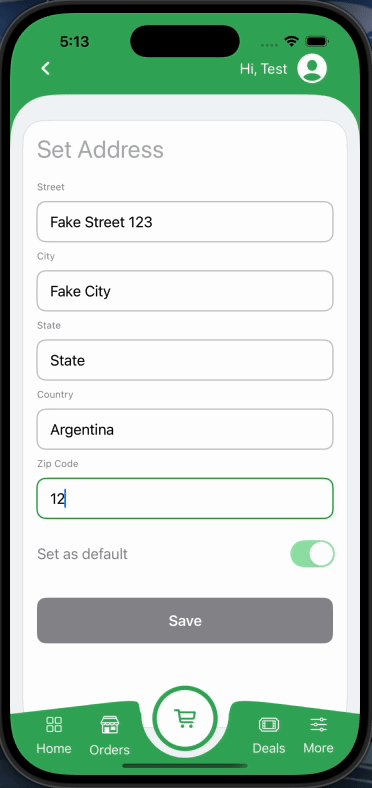 5:13
Hi, Test
Set Address
Street
Fake Street 123
City
Fake City
State
State
Country
Argentina
Zip Code
12
Set as default
Save
Home
Orders
Deals
More